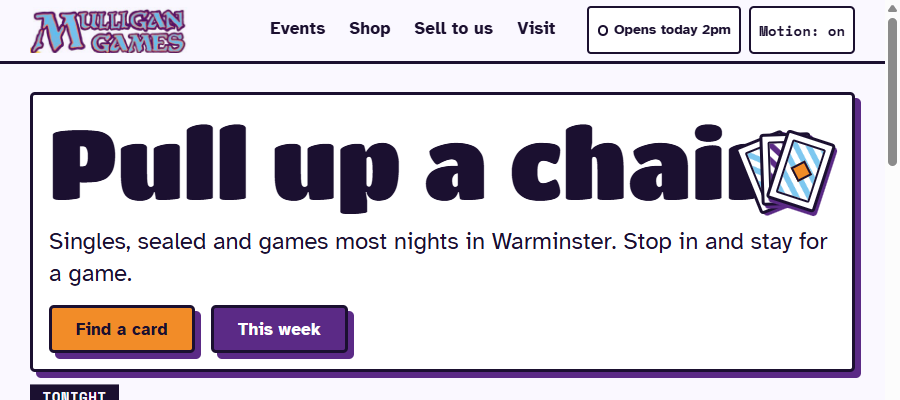 MULLIGAN GAMES
Events Shop Sell to us Visit Opens today 2pm Motion: on
Pull up a chair
Singles, sealed and games most nights in Warminster. Stop in and stay for
a game.
Find a card This week
TONIGHT